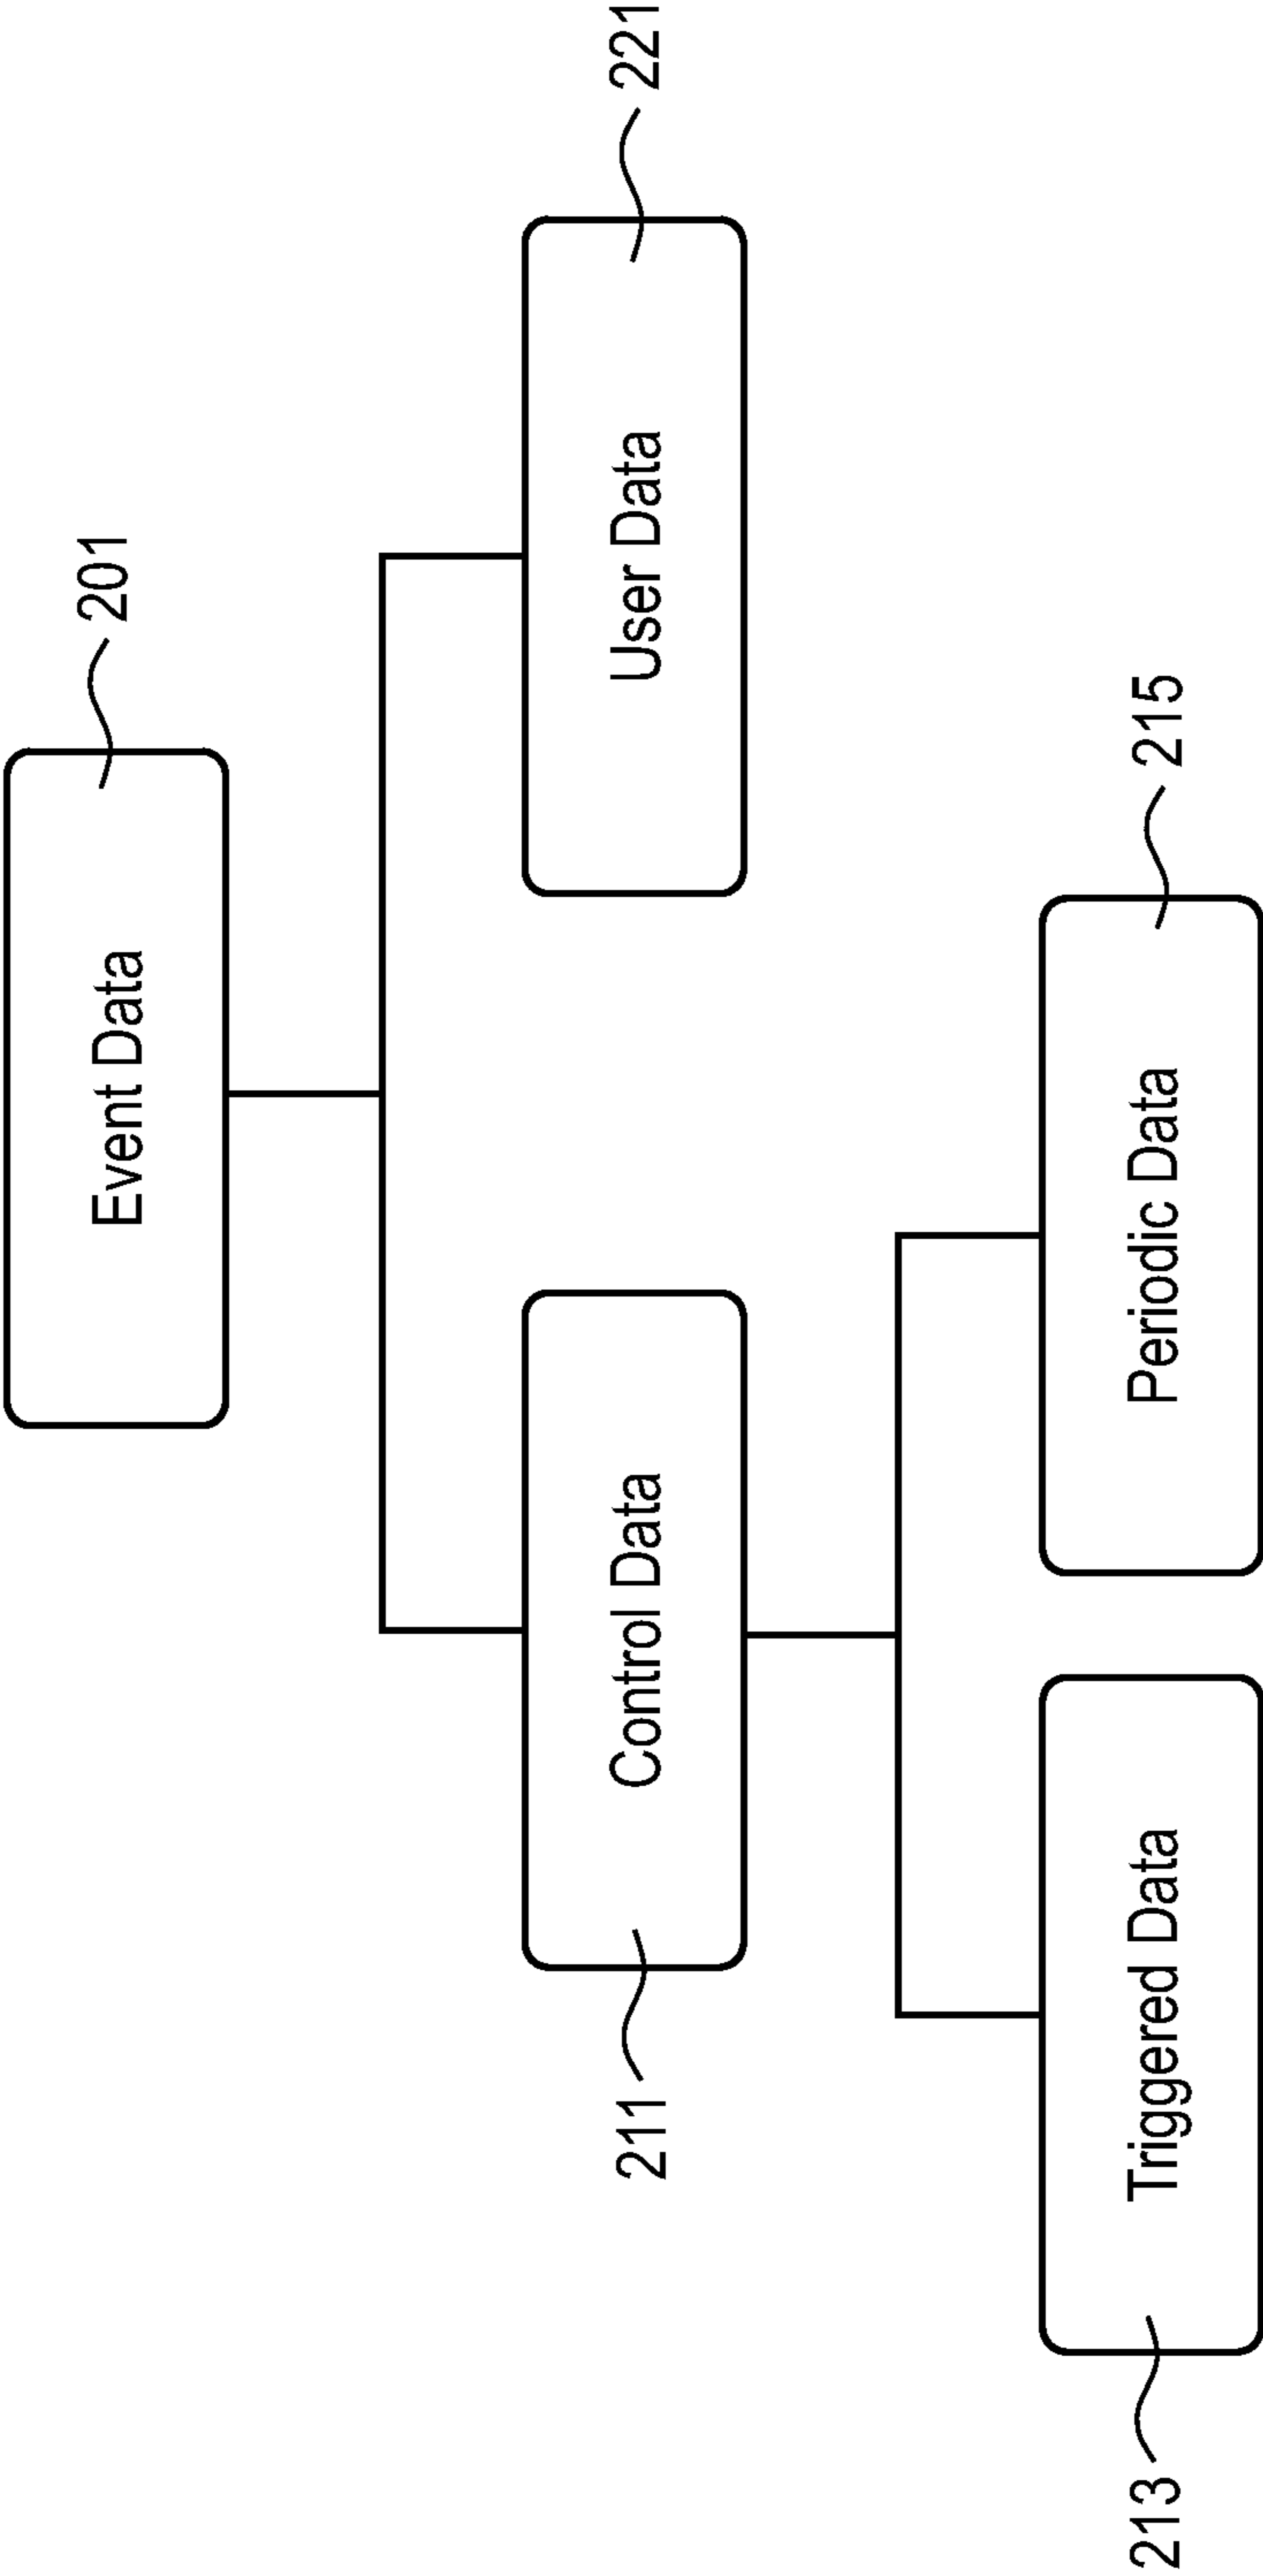 Event Data
201
Control Data
211
User Data
221
Triggered Data
213
Periodic Data
215